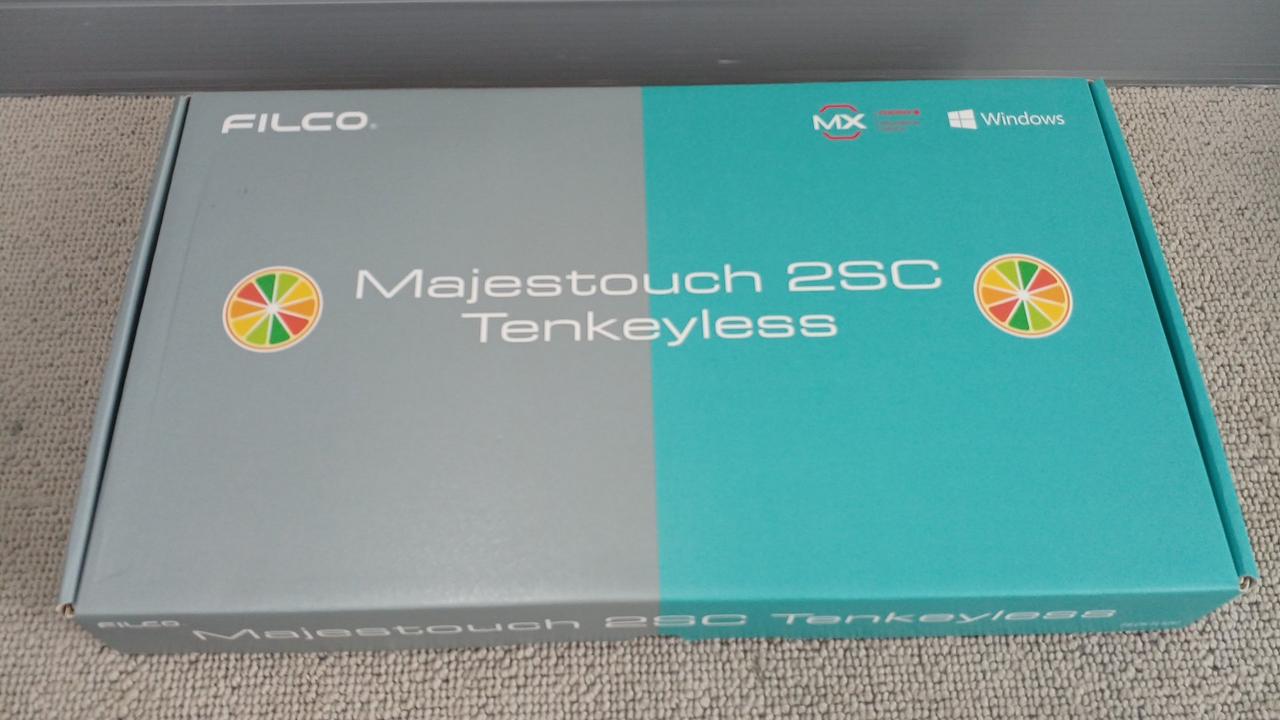 FILCO®
MX
Windows
Majestouch 2SC
Tenkeyless
FILCO
Majestouch 2SC Tenkeyless